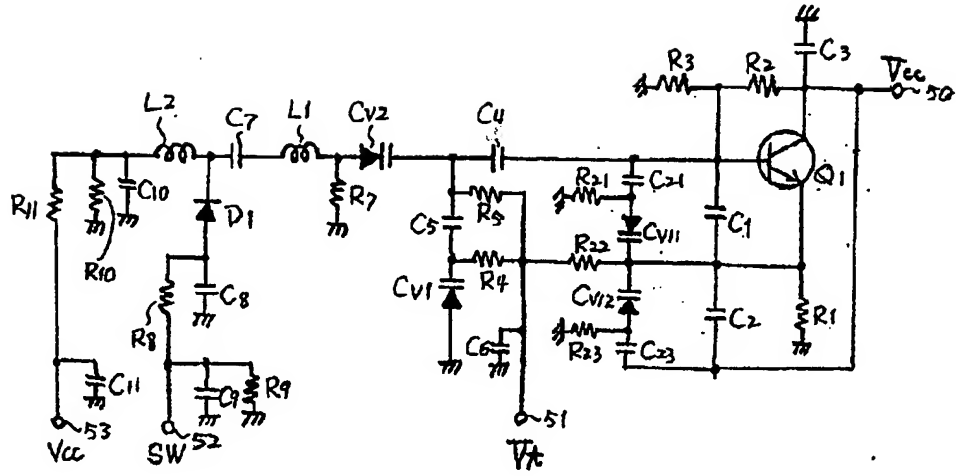 C3
R3
R2
Vcc
50
L2
C7
L1
CV2
C4
Q1
R11
C10
R7
R21
C21
D1
C5
R5
CV11
C1
R10
R22
CV1
R4
CV12
C2
R1
R8
C8
C6
R23
C23
C11
C9
R9
53
52
51
Vcc
SW
Vt